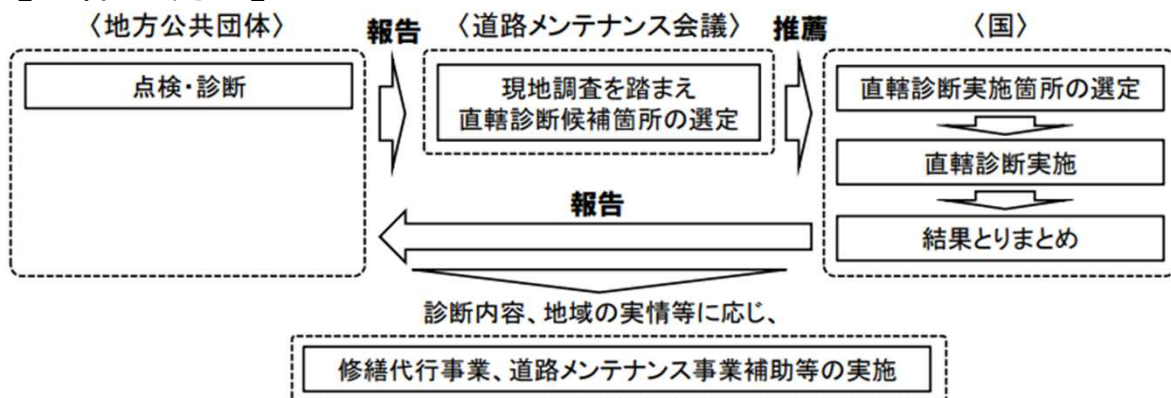 〈地方公共団体〉
報告
〈道路メンテナンス会議〉
推薦
〈国〉
点検・診断
現地調査を踏まえ
直轄診断候補箇所の選定
直轄診断実施箇所の選定
直轄診断実施
報告
結果とりまとめ
診断内容、地域の実情等に応じ、
修繕代行事業、道路メンテナンス事業補助等の実施